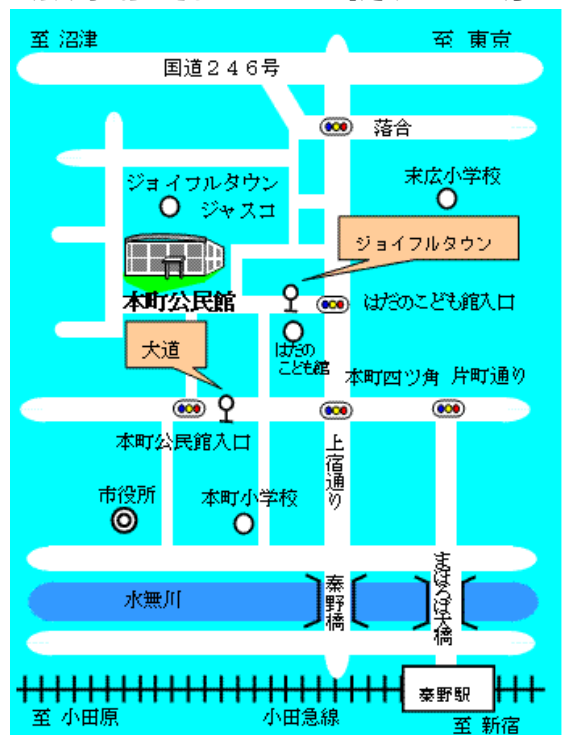 至 沼津
至 東京
国道２４６号
落合
ジョイフルタウン
ジャスコ
末広小学校
ジョイフルタウン
本町公民館
はだのこども館入口
はだの
こども館
大道
本町四ツ角
片町通り
本町公民館入口
上宿通り
市役所
本町小学校
水無川
秦野橋
まほろば大橋
秦野駅
至 小田原
小田急線
至 新宿